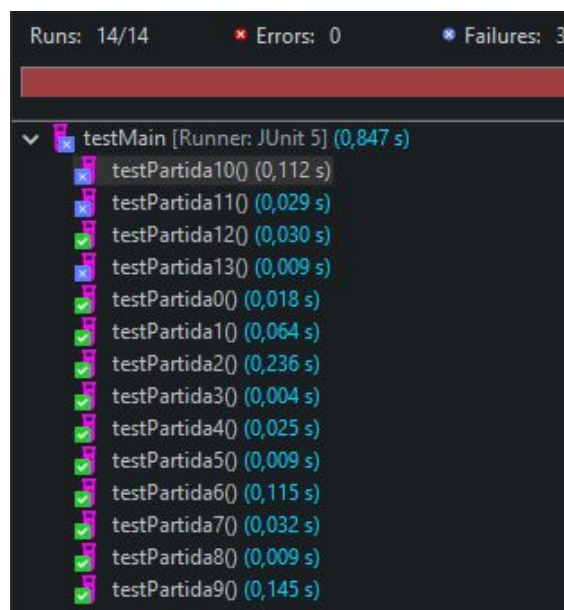 Runs: 14/14 Errors: 0 Failures: 3
testMain [Runner: JUnit 5] (0,847 s)
testPartida10() (0,112 s)
testPartida11() (0,029 s)
testPartida12() (0,030 s)
testPartida13() (0,009 s)
testPartida0() (0,018 s)
testPartida1() (0,064 s)
testPartida2() (0,236 s)
testPartida3() (0,004 s)
testPartida4() (0,025 s)
testPartida5() (0,009 s)
testPartida6() (0,115 s)
testPartida7() (0,032 s)
testPartida8() (0,009 s)
testPartida9() (0,145 s)